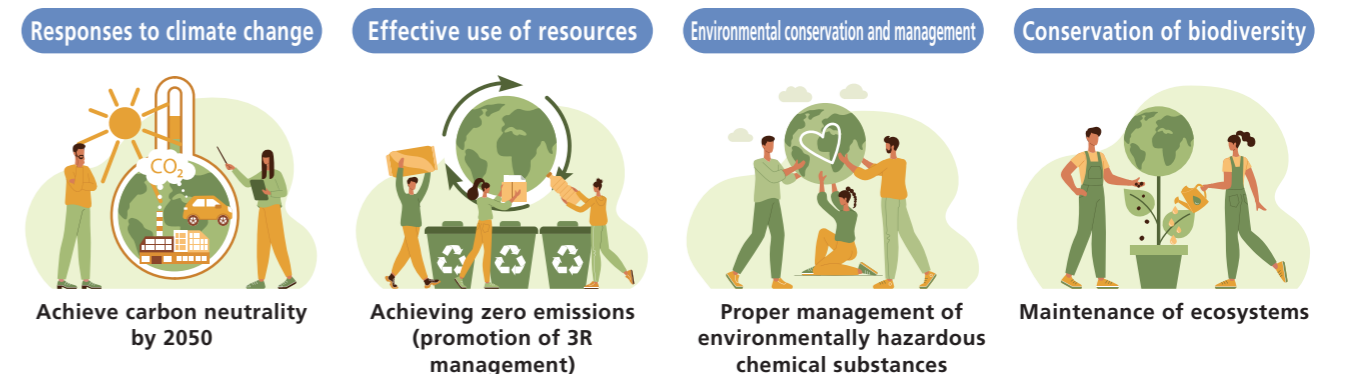 Responses to climate change
Effective use of resources
Environmental conservation and management
Conservation of biodiversity
CO₂
Achieve carbon neutrality
by 2050
Achieving zero emissions
(promotion of 3R
management)
Proper management of
environmentally hazardous
chemical substances
Maintenance of ecosystems